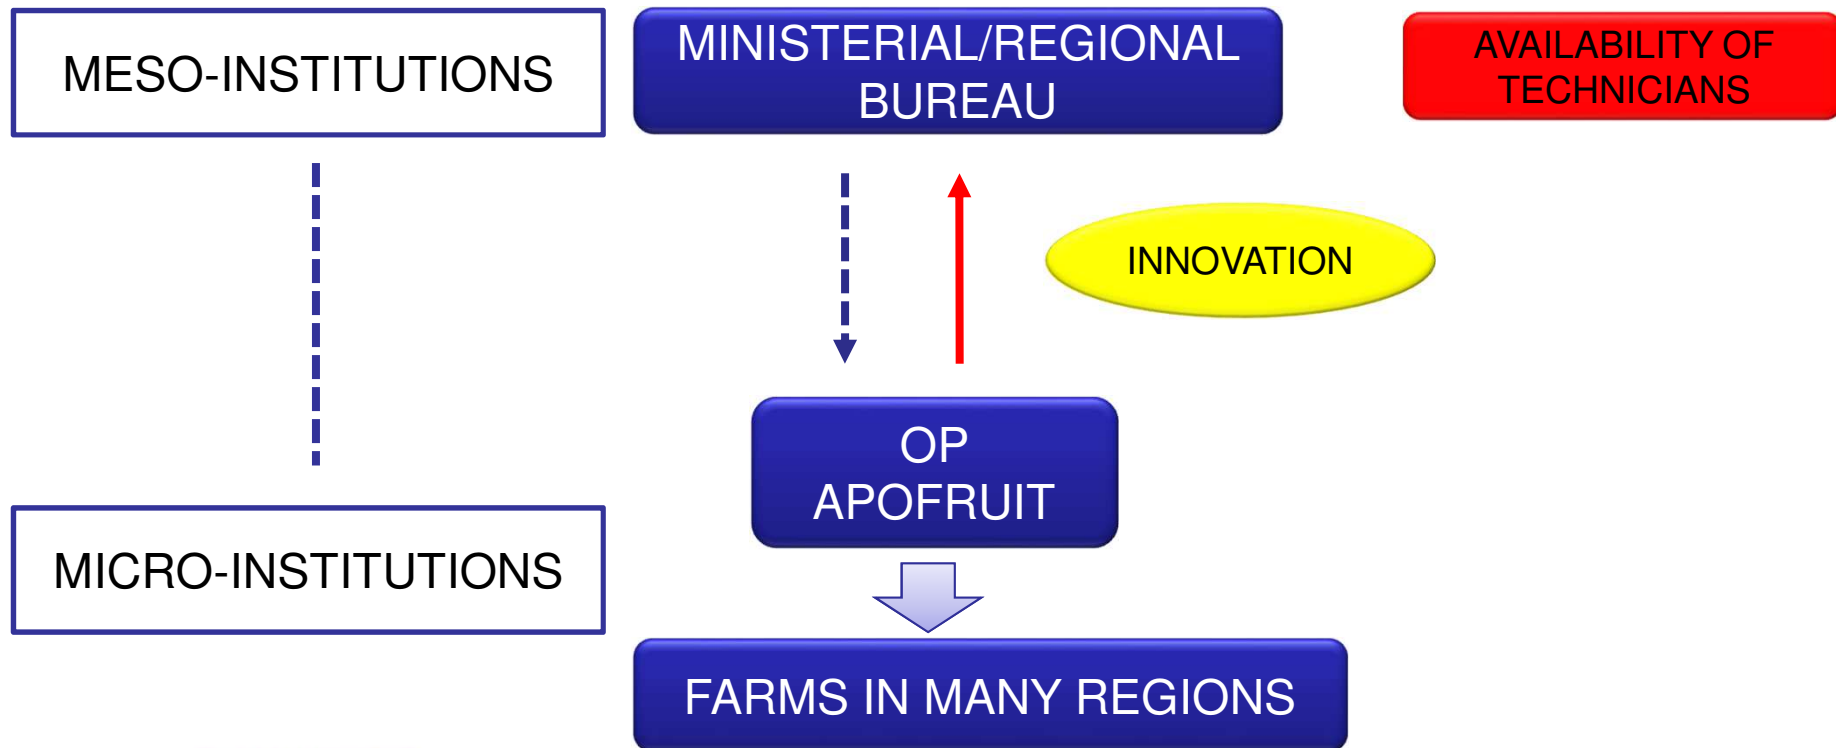 MESO-INSTITUTIONS
MINISTERIAL/REGIONAL
BUREAU
AVAILABILITY OF
TECHNICIANS
INNOVATION
OP
APOFRUIT
MICRO-INSTITUTIONS
FARMS IN MANY REGIONS